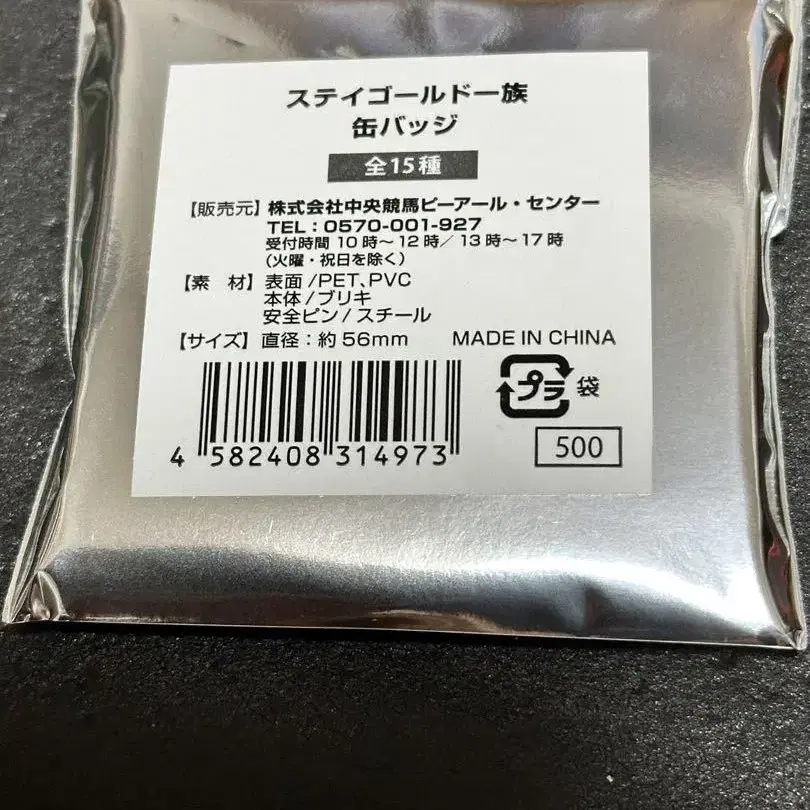 ステイゴールド一族
缶バッジ
全15種
【販売元】株式会社中央競馬ピーアール・センター
TEL：0570-001-927
受付時間 10時～12時／13時～17時
(火曜・祝日を除く)
【素　材】表面/PET、PVC
本体/ブリキ
安全ピン/スチール
【サイズ】直径：約56mm　MADE IN CHINA
プラ 袋
4 582408 314973
500